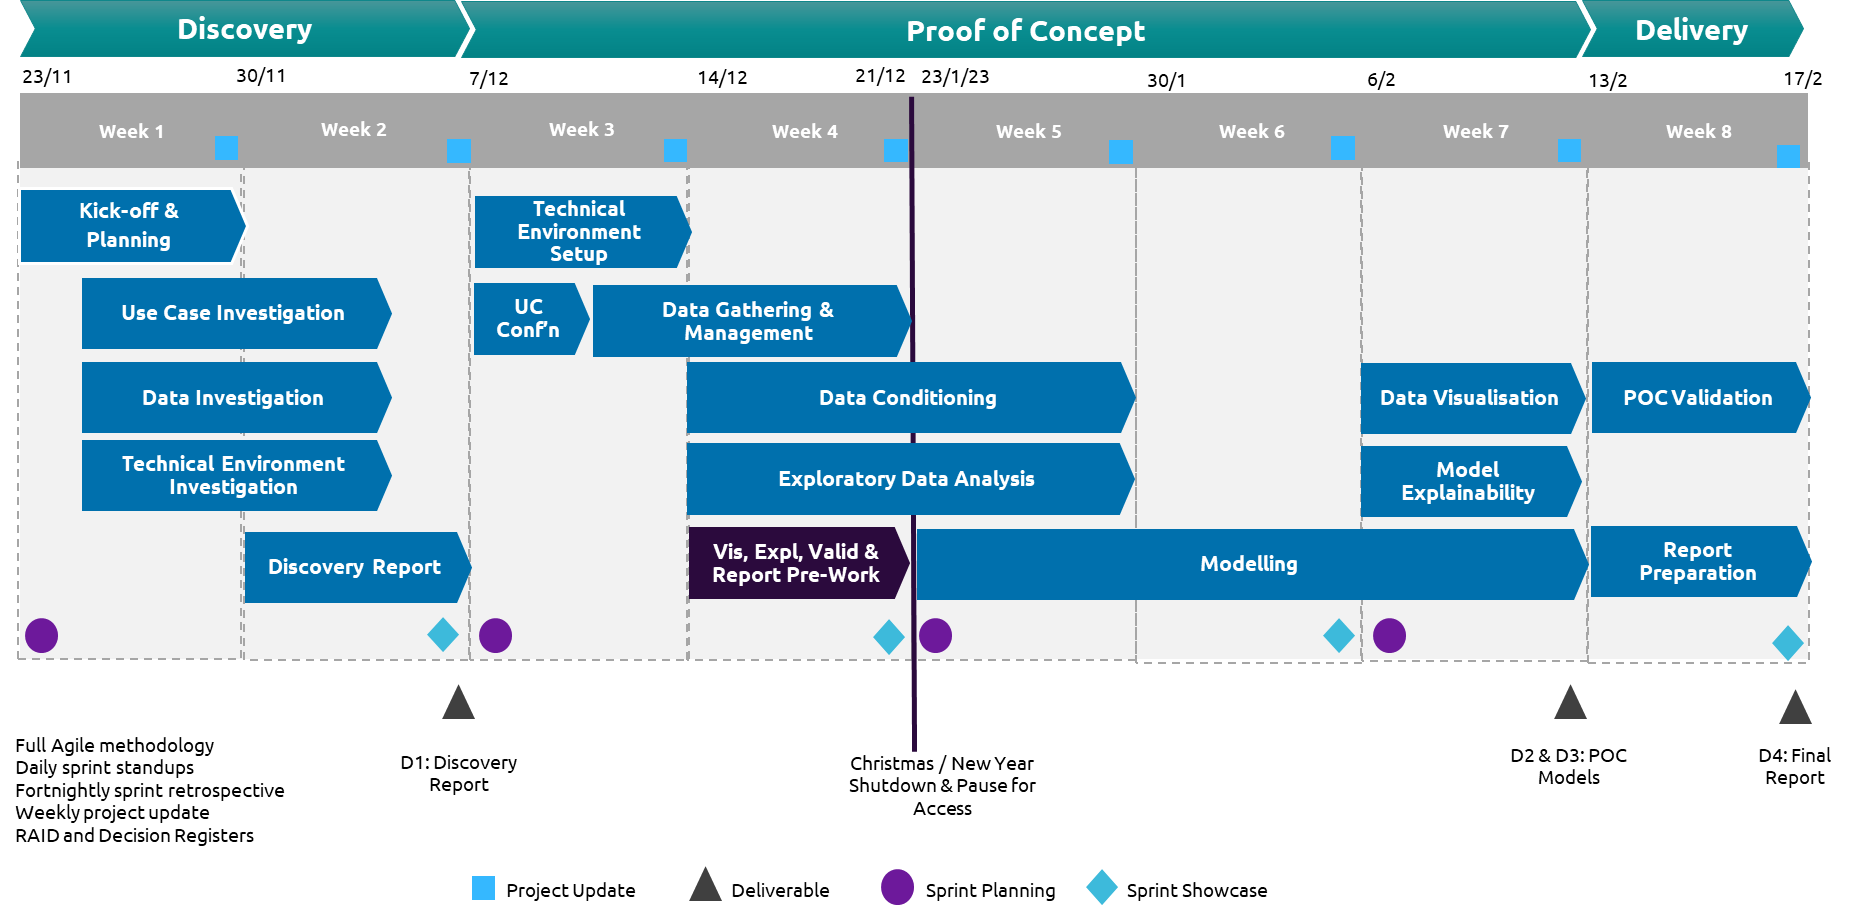 Discovery
Proof of Concept
Delivery
23/11
30/11
7/12
14/12
21/12
23/1/23
30/1
6/2
13/2
17/2
Week 1
Week 2
Week 3
Week 4
Week 5
Week 6
Week 7
Week 8
Kick-off &
Planning
Technical
Environment
Setup
Use Case Investigation
UC
Conf'n
Data Gathering &
Management
Data Investigation
Data Conditioning
Data Visualisation
POC Validation
Technical Environment
Investigation
Exploratory Data Analysis
Model
Explainability
Discovery Report
Vis, Expl, Valid &
Report Pre-Work
Modelling
Report
Preparation
Full Agile methodology
Daily sprint standups
Fortnightly sprint retrospective
Weekly project update
RAID and Decision Registers
D1: Discovery
Report
Christmas / New Year
Shutdown & Pause for
Access
D2 & D3: POC
Models
D4: Final
Report
Project Update
Deliverable
Sprint Planning
Sprint Showcase